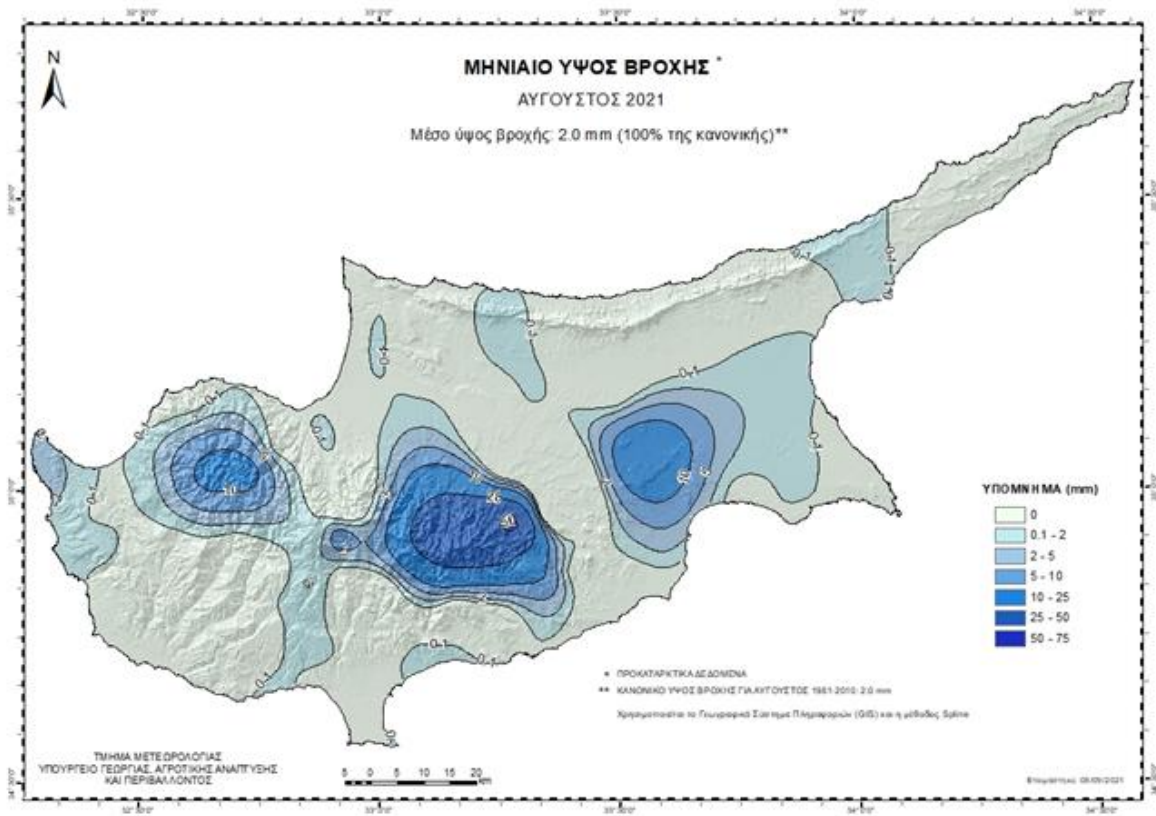 N
ΜΗΝΙΑΙΟ ΥΨΟΣ ΒΡΟΧΗΣ *
ΑΥΓΟΥΣΤΟΣ 2021
Μέσο ύψος βροχής: 2.0 mm (100% της κανονικής)**
ΥΠΟΜΝΗΜΑ (mm)
0
0.1 - 2
2 - 5
5 - 10
10 - 25
25 - 50
50 - 75
* ΠΡΟΚΑΤΑΡΚΤΙΚΑ ΔΕΔΟΜΕΝΑ
** ΚΑΝΟΝΙΚΟ ΥΨΟΣ ΒΡΟΧΗΣ ΓΙΑ ΑΥΓΟΥΣΤΟΣ 1981-2010: 2.0 mm
Χρησιμοποιείται το Γεωγραφικό Σύστημα Πληροφοριών (GIS) και η μέθοδος Spline
ΤΜΗΜΑ ΜΕΤΕΩΡΟΛΟΓΙΑΣ
ΥΠΟΥΡΓΕΙΟ ΓΕΩΡΓΙΑΣ, ΑΓΡΟΤΙΚΗΣ ΑΝΑΠΤΥΞΗΣ
ΚΑΙ ΠΕΡΙΒΑΛΛΟΝΤΟΣ
5 0 5 10 15 20
km